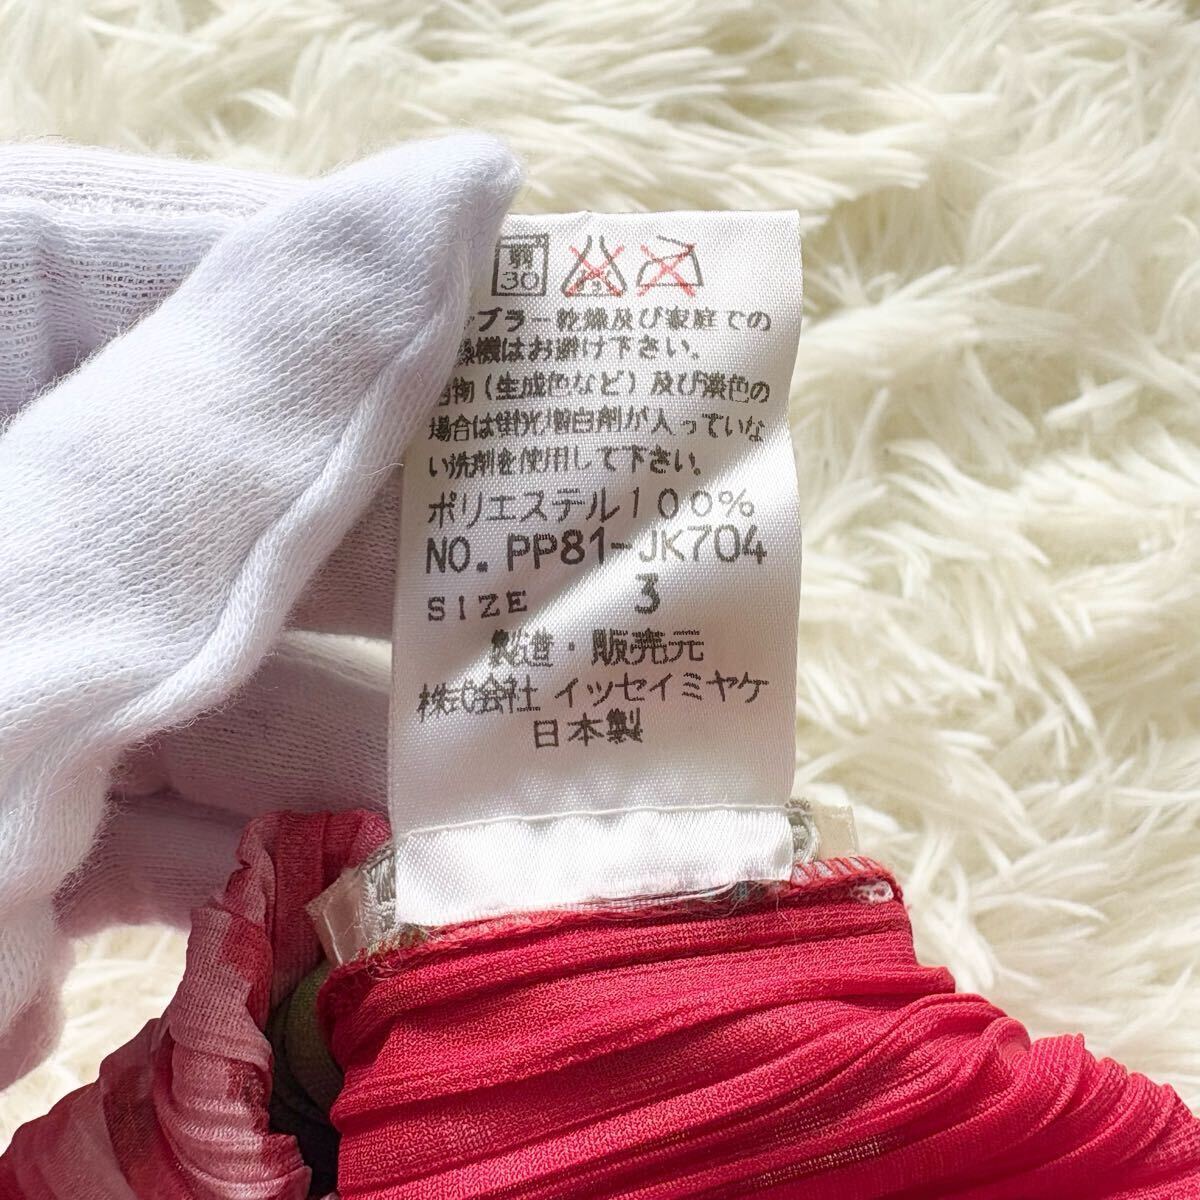 弱
30
ブラー乾燥及び家庭での
燥機はおお避け下さい。
物（生成色など）及び淡色の
場合は蛍光増白剤が入っていな
い洗剤を使用して下さい。
ポリエステル100%
NO. PP81-JK704
SIZE 3
製造・販売元
株式会社 イッセイミヤケ
日本製